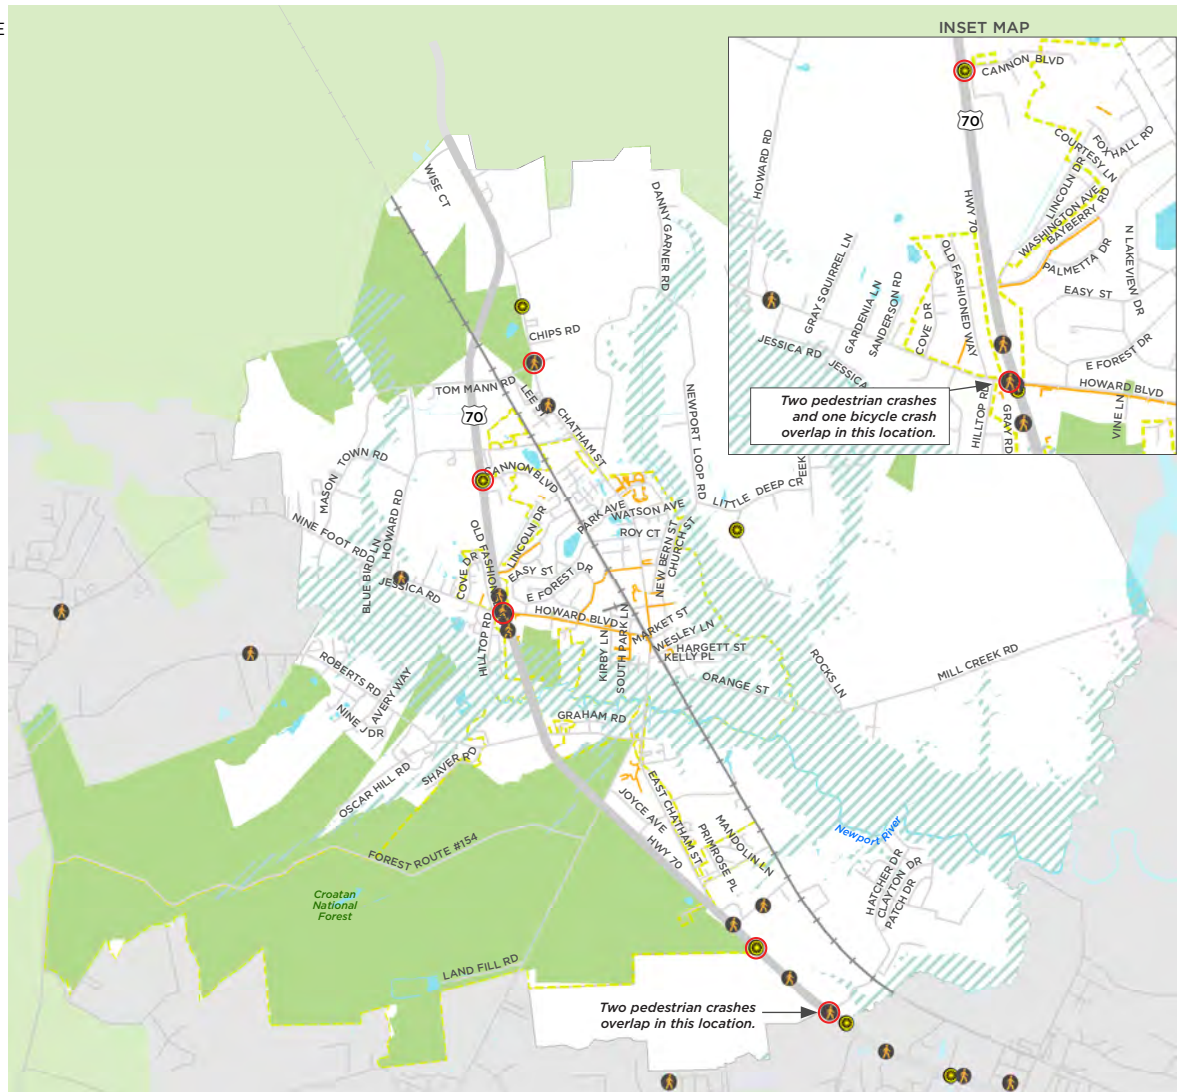 E
INSET MAP
CANNON BLVD
70
HOWARD RD
FOX HALL RD
COURTESY LN
LINCOLN DR
WASHINGTON AVE
BAYBERRY RD
HWY 70
OLD FASHIONED WAY
PALMETTA DR
N LAKEVIEW DR
EASY ST
GRAY SQUIRREL LN
GARDENIA LN
SANDERSON RD
COVE DR
E FOREST DR
JESSICA RD
JESSICA
HOWARD BLVD
HILLTOP RD
GRAY RD
VINE LN
Two pedestrian crashes
and one bicycle crash
overlap in this location.
WISE CT
DANNY GARNER RD
CHIPS RD
TOM MANN RD
LEE ST
CHATHAM ST
70
NEWPORT LOOP RD
MASON TOWN RD
CANNON BLVD
LITTLE DEEP CR
EEK
NINE FOOT RD
HOWARD RD
PARK AVE
WATSON AVE
OLD FASHION
LINCOLN DR
ROY CT
NEW BERN ST
CHURCH ST
BLUE BIRD LN
JESSICA RD
COVE DR
EASY ST
E FOREST DR
HOWARD BLVD
HILLTOP RD
KIRBY LN
SOUTH PARK LN
MARKET ST
WESLEY LN
HARGETT ST
KELLY PL
ROCKS LN
MILL CREEK RD
ROBERTS RD
AVERY WAY
ORANGE ST
NINE J DR
GRAHAM RD
SHAVER RD
OSCAR HILL RD
JOYCE AVE
EAST CHATHAM ST
MANDOLIN LN
PRIMROSE PL
Newport River
HWY 70
FOREST ROUTE #154
HATCHER DR
CLAYTON DR
PATCH DR
Croatan
National
Forest
LAND FILL RD
Two pedestrian crashes
overlap in this location.